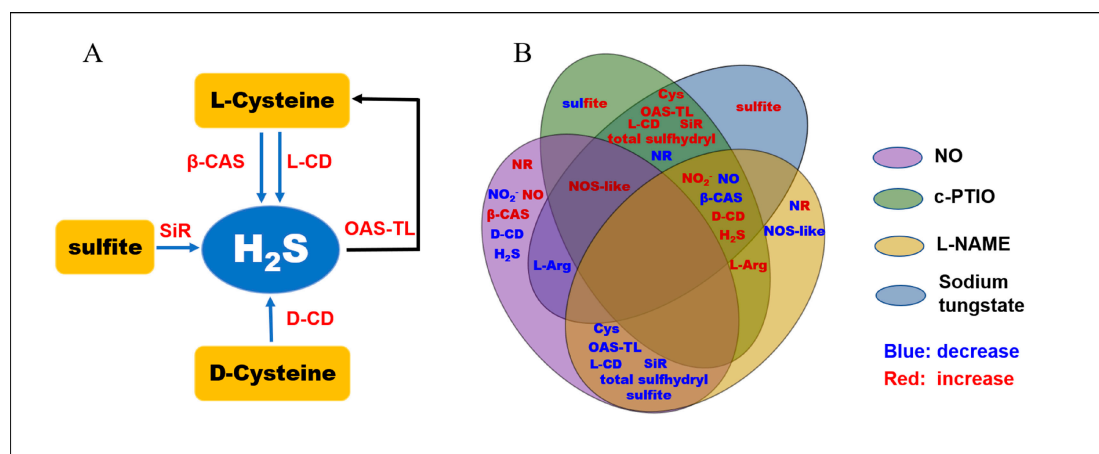 A
L-Cysteine
β-CAS L-CD
sulfite SiR H₂S OAS-TL
D-CD
D-Cysteine
B
sulfite
Cys
OAS-TL
L-CD SiR
total sulfhydryl
NR
sulfite
NR
NO₂⁻ NO
β-CAS
D-CD
H₂S
NOS-like
L-Arg
NO₂⁻ NO
β-CAS
D-CD
H₂S
L-Arg
NR
NOS-like
Cys
OAS-TL
L-CD SiR
total sulfhydryl
sulfite
NO
c-PTIO
L-NAME
Sodium
tungstate
Blue: decrease
Red: increase